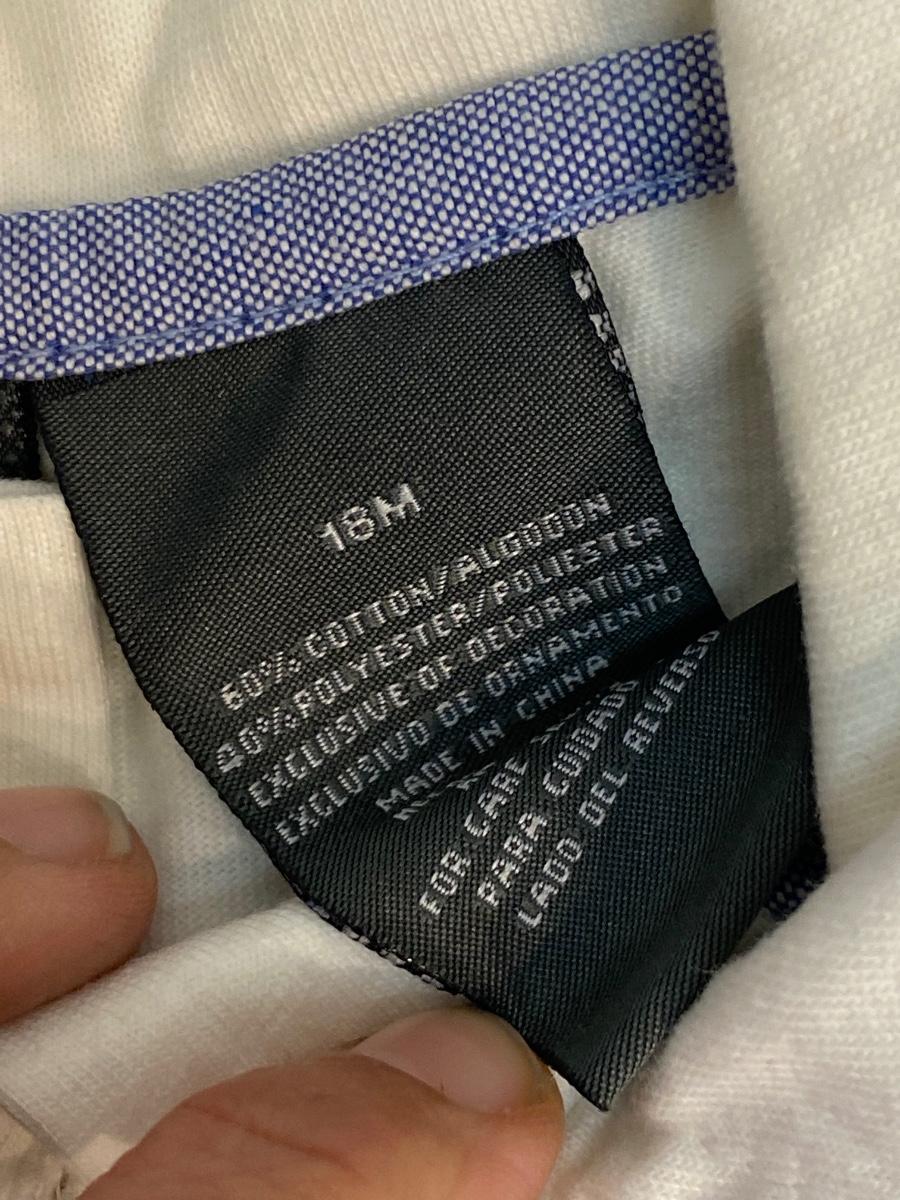 18M
60% COTTON/ALGODON
40% POLYESTER/POLIESTER
EXCLUSIVE OF DECORATION
EXCLUSIVO DE ORNAMENTO
MADE IN CHINA
FOR CARE
PARA CUIDADO
LADO DEL REVERSO